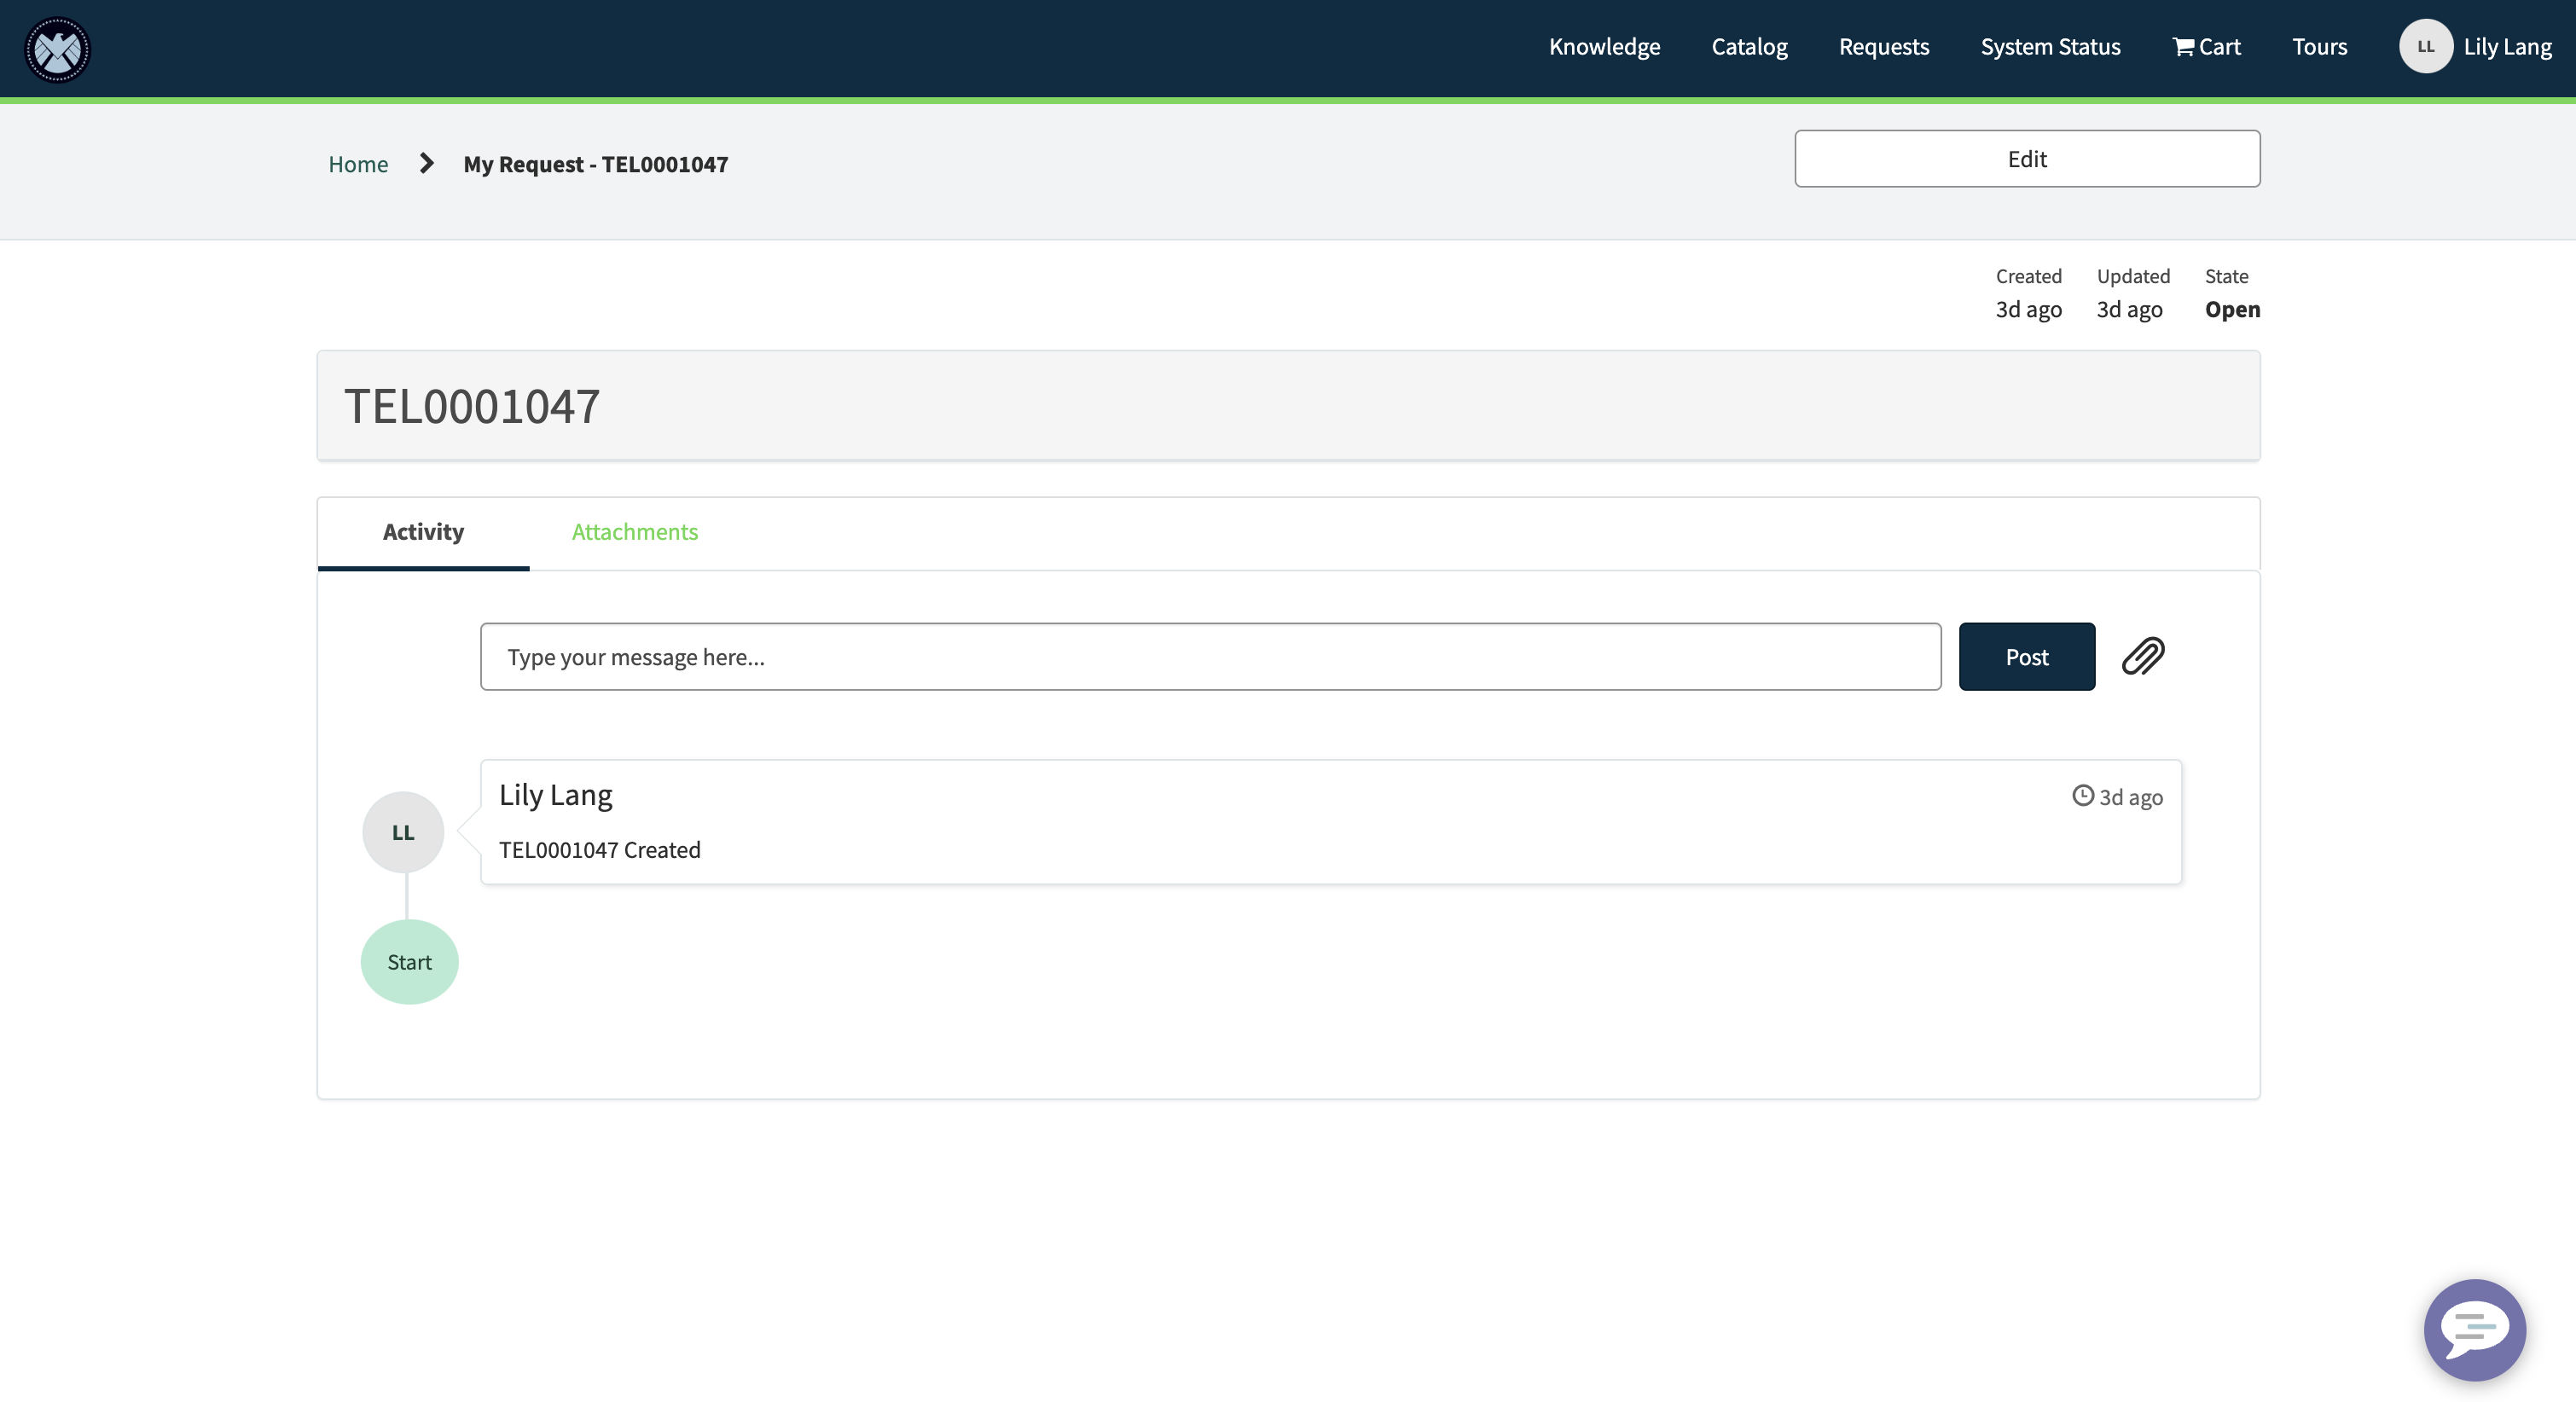 Knowledge
Catalog
Requests
System Status
Cart
Tours
LL
Lily Lang
Home
My Request - TEL0001047
Edit
Created
Updated
State
3d ago
3d ago
Open
TEL0001047
Activity
Attachments
Type your message here...
Post
Lily Lang
3d ago
LL
TEL0001047 Created
Start